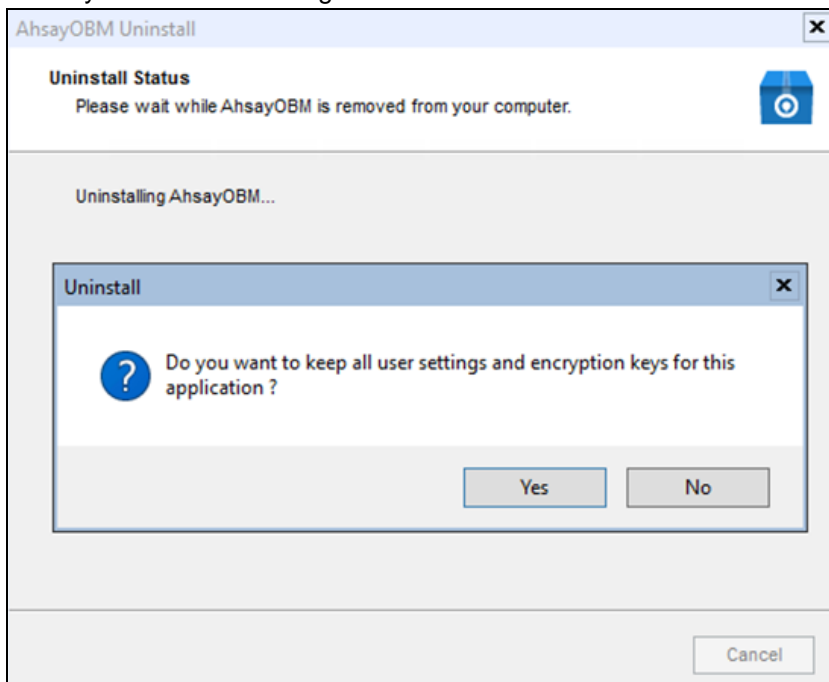 AhsayOBM Uninstall
Uninstall Status
Please wait while AhsayOBM is removed from your computer.
Uninstalling AhsayOBM...
Uninstall
Do you want to keep all user settings and encryption keys for this
application ?
Yes No
Cancel